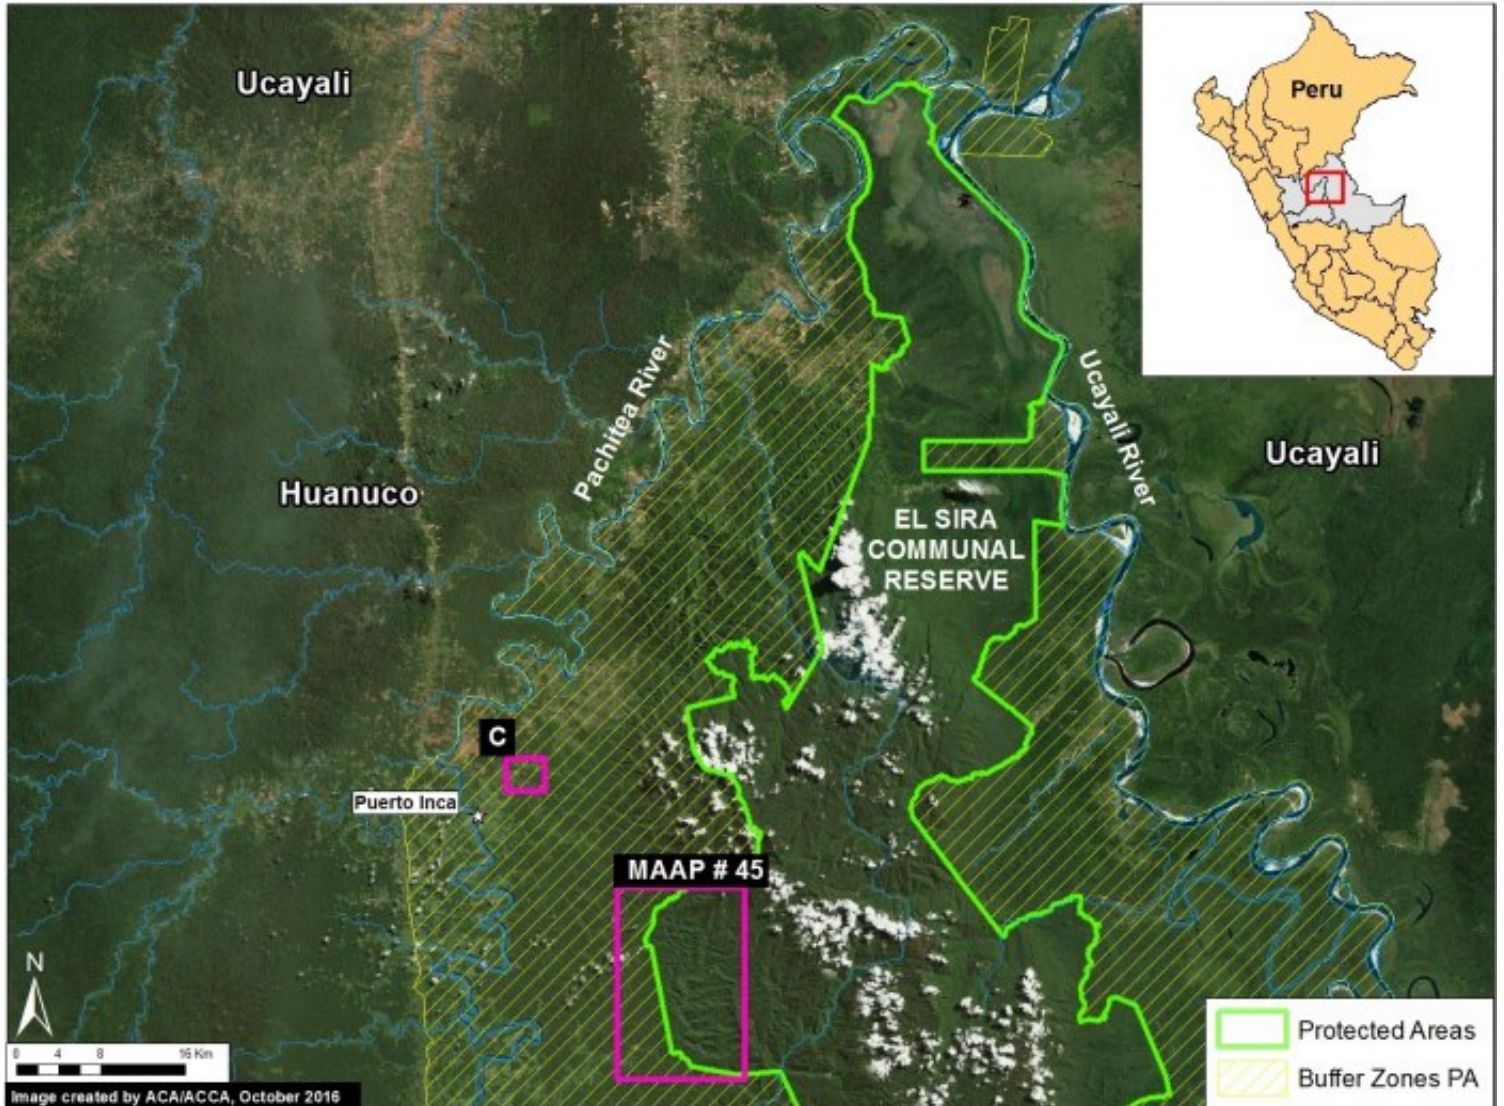 Ucayali
Peru
Pachitea River
Ucayali River
Ucayali
Huanuco
EL SIRA
COMMUNAL
RESERVE
C
Puerto Inca
MAAP # 45
N
0 4 8 16 Km
Protected Areas
Buffer Zones PA
Image created by ACA/ACCA, October 2016